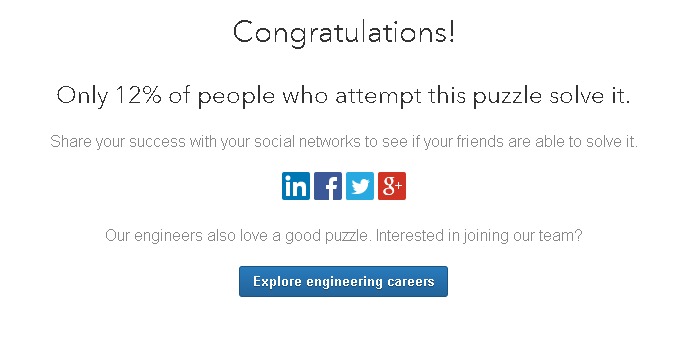 Congratulations!
Only 12% of people who attempt this puzzle solve it.
Share your success with your social networks to see if your friends are able to solve it.
in f g+
Our engineers also love a good puzzle. Interested in joining our team?
Explore engineering careers